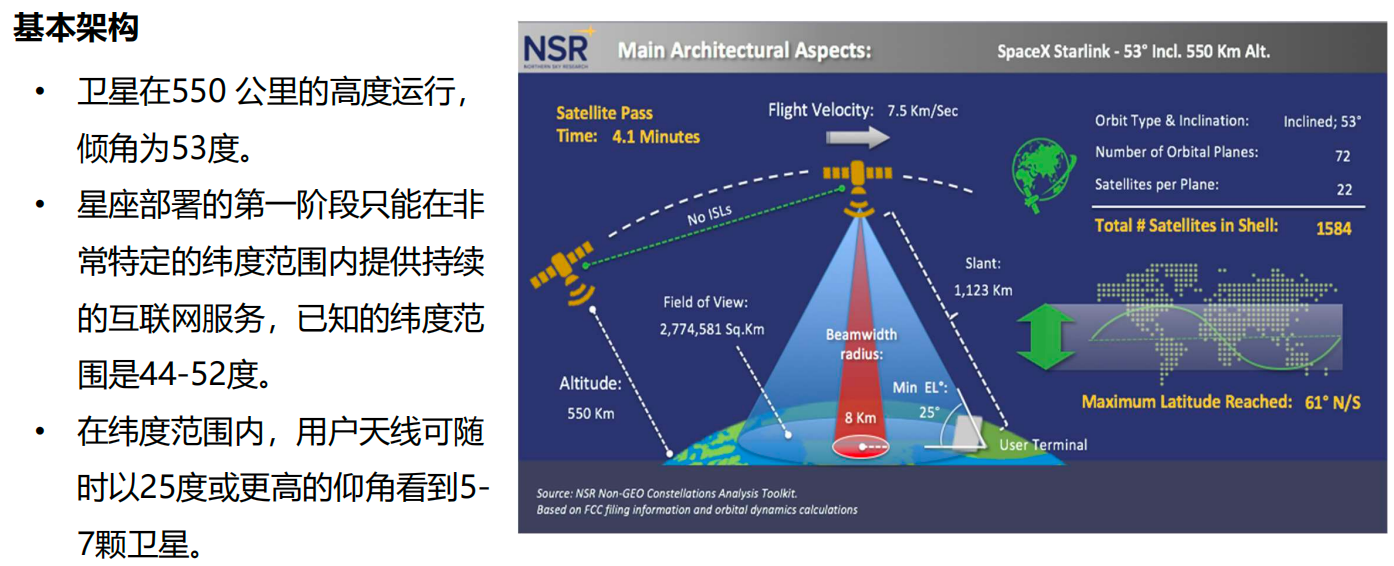 基本架构
• 卫星在550 公里的高度运行，
倾角为53度。
• 星座部署的第一阶段只能在非
常特定的纬度范围内提供持续
的互联网服务，已知的纬度范
围是44-52度。
• 在纬度范围内，用户天线可随
时以25度或更高的仰角看到5-
7颗卫星。
NSR
NORTHERN SKY RESEARCH
Main Architectural Aspects:
SpaceX Starlink - 53° Incl. 550 Km Alt.
Satellite Pass
Time: 4.1 Minutes
Flight Velocity: 7.5 Km/Sec
No ISLs
Orbit Type & Inclination: Inclined; 53°
Number of Orbital Planes: 72
Satellites per Plane: 22
Total # Satellites in Shell: 1584
Slant:
1,123 Km
Field of View:
2,774,581 Sq.Km
Beamwidth
radius:
8 Km
Altitude:
550 Km
Min EL°:
25°
User Terminal
Maximum Latitude Reached: 61° N/S
Source: NSR Non-GEO Constellations Analysis Toolkit.
Based on FCC filing information and orbital dynamics calculations